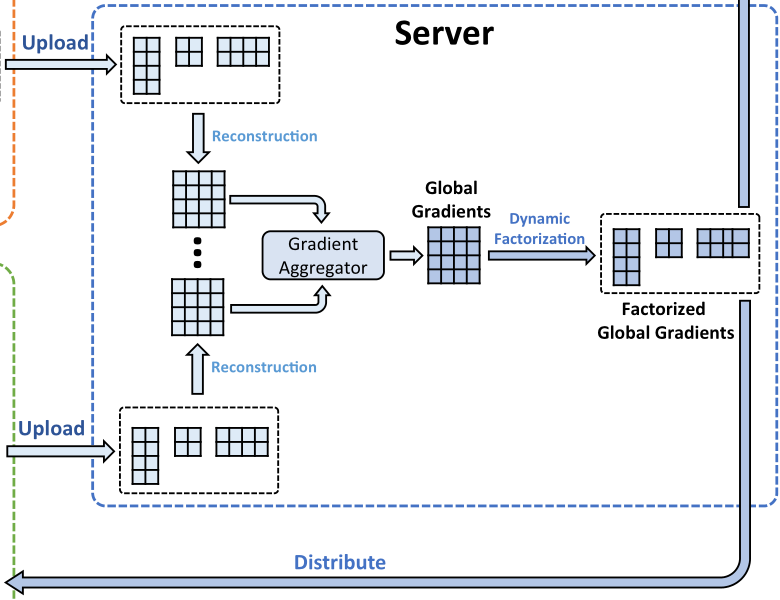 Server
Upload
Reconstruction
Global
Gradients
Dynamic
Factorization
Gradient
Aggregator
Factorized
Global Gradients
Reconstruction
Upload
Distribute